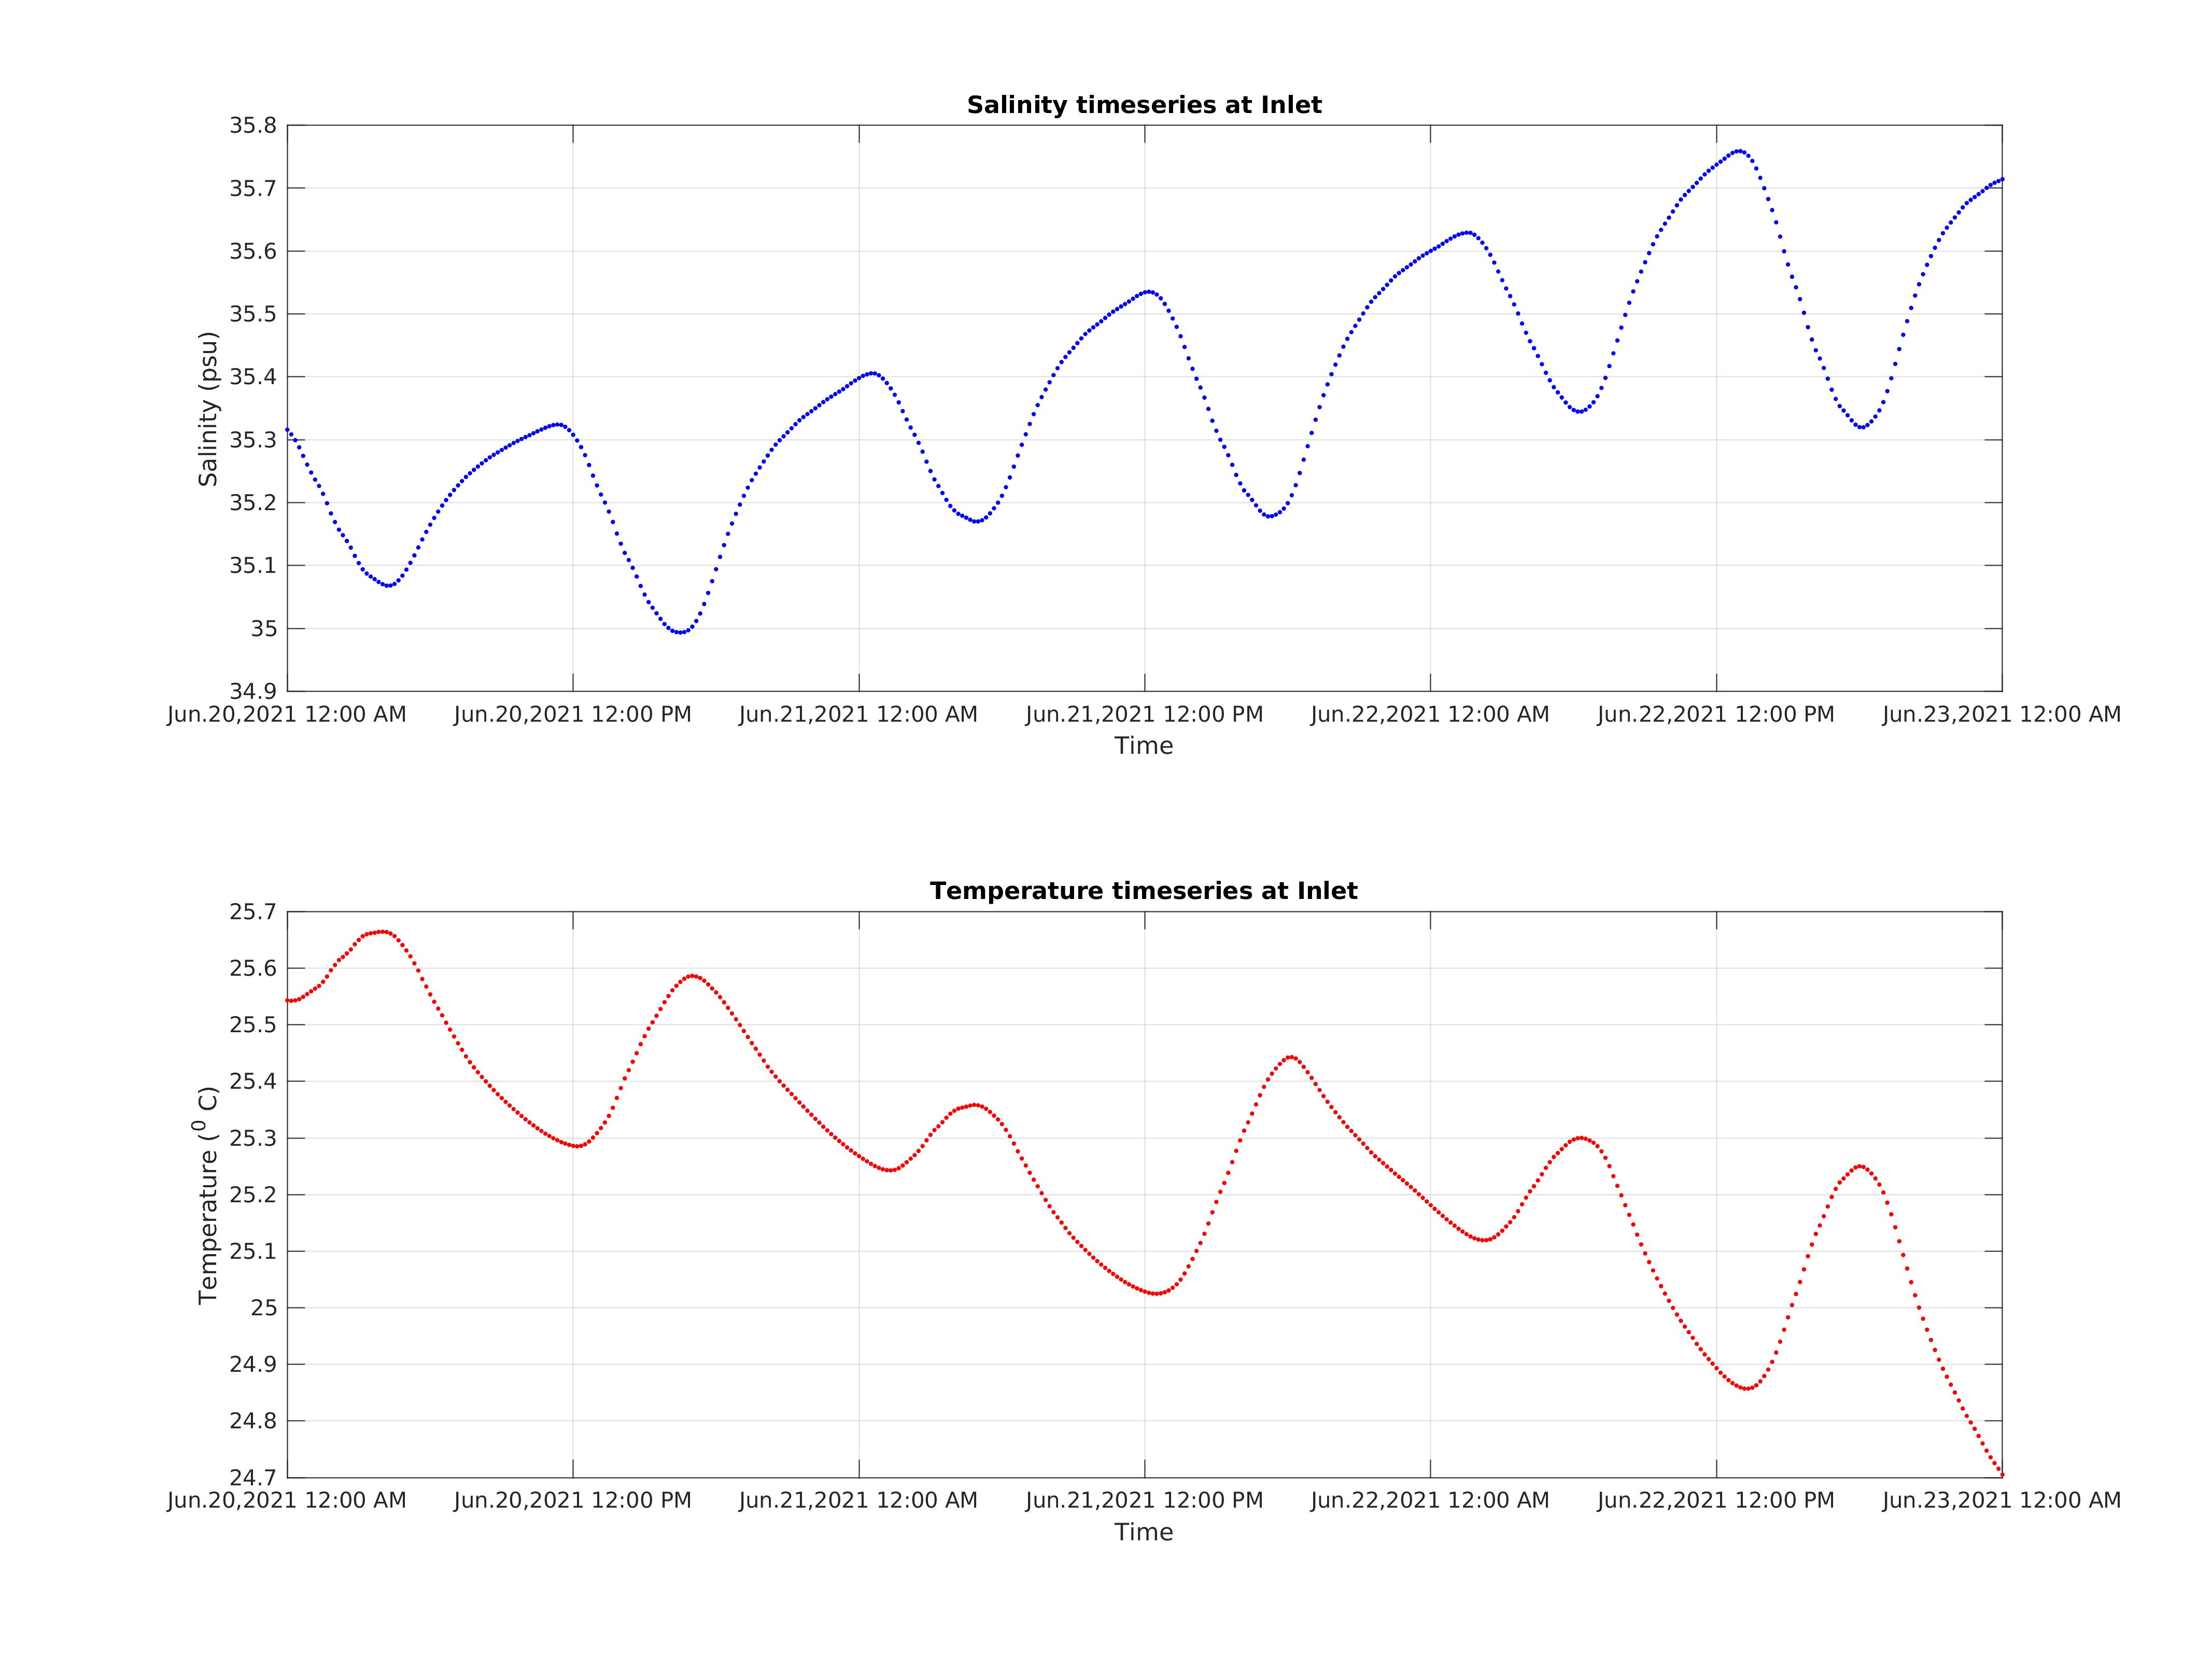 Salinity timeseries at Inlet
35.8
35.7
35.6
35.5
35.4
35.3
35.2
35.1
35
34.9
Salinity (psu)
Jun.20,2021 12:00 AM Jun.20,2021 12:00 PM Jun.21,2021 12:00 AM Jun.21,2021 12:00 PM Jun.22,2021 12:00 AM Jun.22,2021 12:00 PM Jun.23,2021 12:00 AM
Time
Temperature timeseries at Inlet
25.7
25.6
25.5
25.4
25.3
25.2
25.1
25
24.9
24.8
24.7
Temperature (⁰ C)
Jun.20,2021 12:00 AM Jun.20,2021 12:00 PM Jun.21,2021 12:00 AM Jun.21,2021 12:00 PM Jun.22,2021 12:00 AM Jun.22,2021 12:00 PM Jun.23,2021 12:00 AM
Time